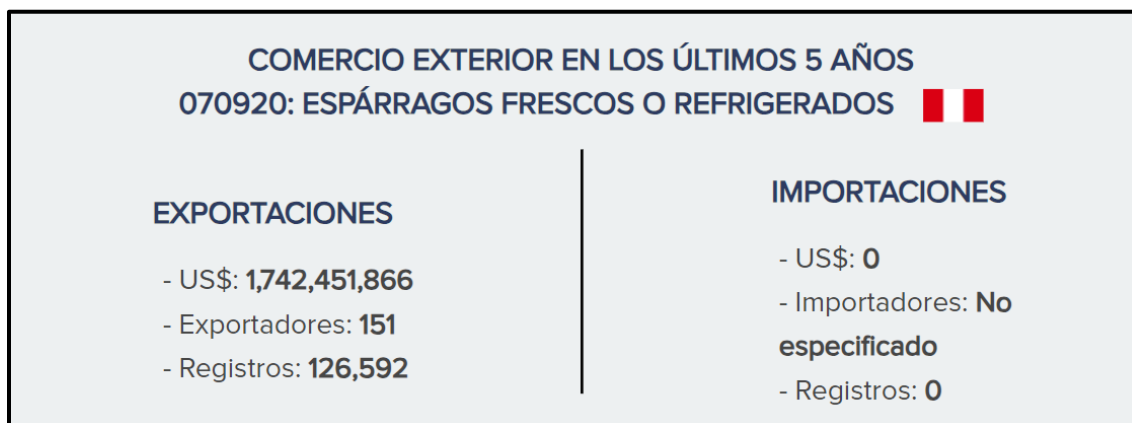 COMERCIO EXTERIOR EN LOS ÚLTIMOS 5 AÑOS
070920: ESPÁRRAGOS FRESCOS O REFRIGERADOS
EXPORTACIONES
- US$: 1,742,451,866
- Exportadores: 151
- Registros: 126,592
IMPORTACIONES
- US$: 0
- Importadores: No
especificado
- Registros: 0